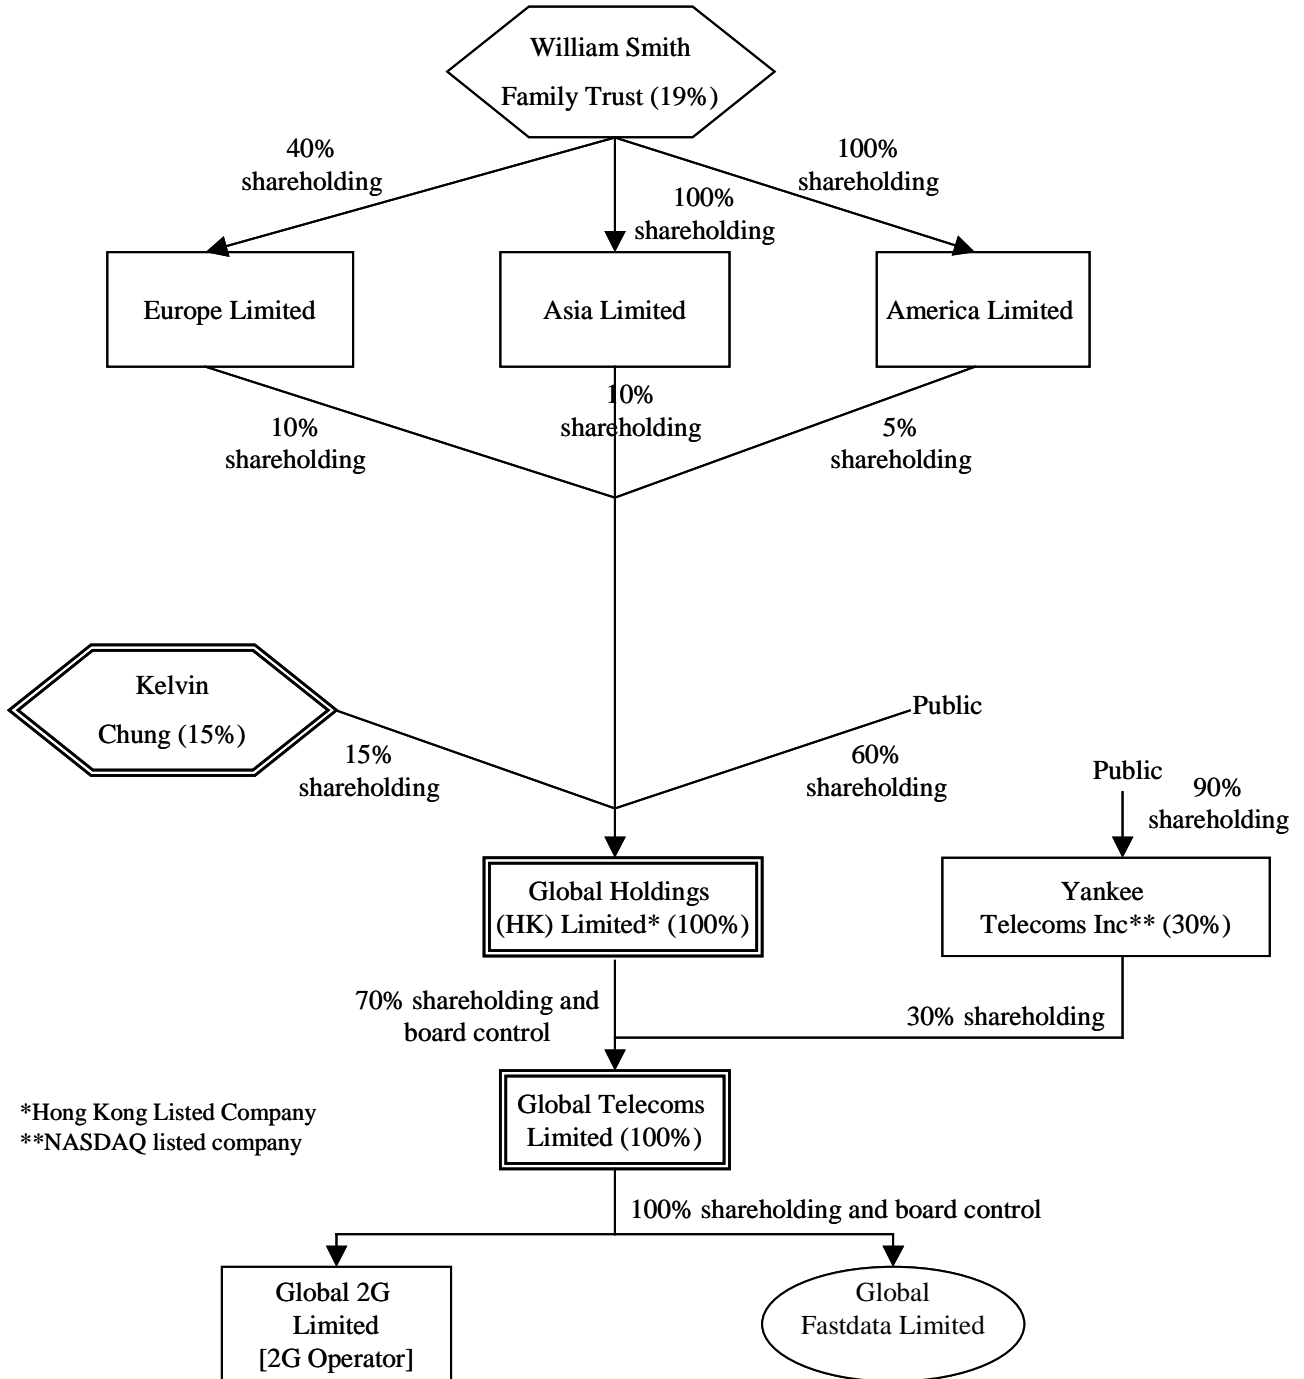 William Smith
Family Trust (19%)
40%
shareholding
100%
shareholding
100%
shareholding
Europe Limited
Asia Limited
America Limited
10%
shareholding
10%
shareholding
5%
shareholding
Kelvin
Chung (15%)
15%
shareholding
Public
60%
shareholding
Public
90%
shareholding
Global Holdings
(HK) Limited* (100%)
Yankee
Telecoms Inc** (30%)
70% shareholding and
board control
30% shareholding
Global Telecoms
Limited (100%)
*Hong Kong Listed Company
**NASDAQ listed company
100% shareholding and board control
Global 2G
Limited
[2G Operator]
Global
Fastdata Limited